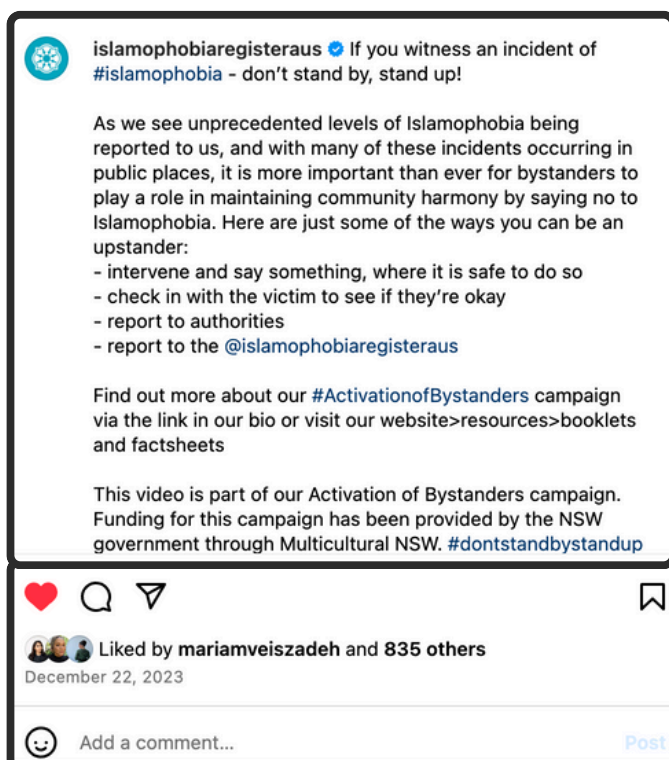 islamophobiaregisteraus If you witness an incident of
#islamophobia - don't stand by, stand up!
As we see unprecedented levels of Islamophobia being
reported to us, and with many of these incidents occurring in
public places, it is more important than ever for bystanders to
play a role in maintaining community harmony by saying no to
Islamophobia. Here are just some of the ways you can be an
upstander:
- intervene and say something, where it is safe to do so
- check in with the victim to see if they're okay
- report to authorities
- report to the @islamophobiaregisteraus
Find out more about our #ActivationofBystanders campaign
via the link in our bio or visit our website>resources>booklets
and factsheets
This video is part of our Activation of Bystanders campaign.
Funding for this campaign has been provided by the NSW
government through Multicultural NSW. #dontstandbystandup
Liked by mariamveiszadeh and 835 others
December 22, 2023
Add a comment... Post